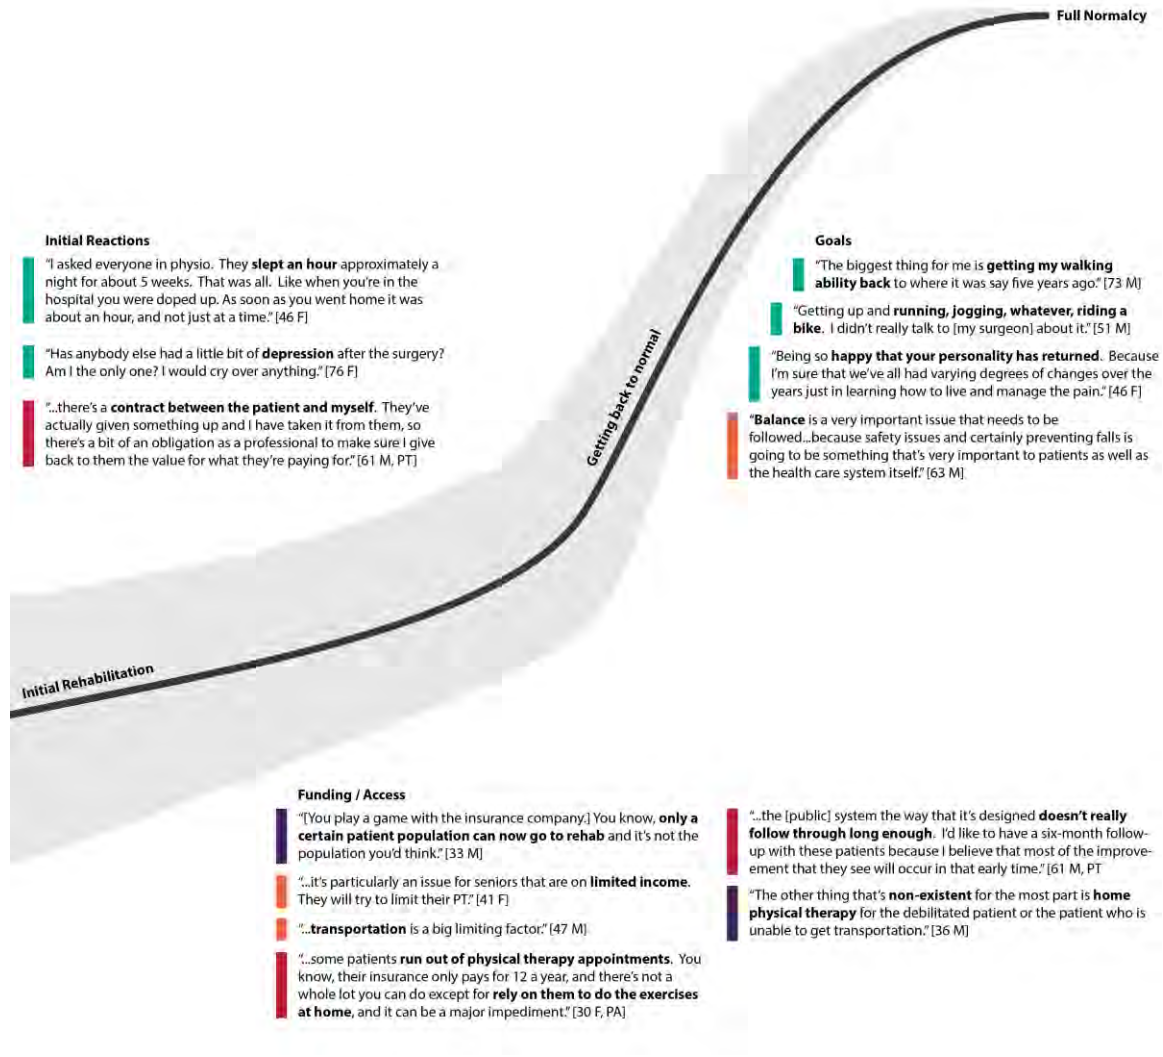 Full Normalcy
Initial Reactions
"I asked everyone in physio. They slept an hour approximately a
night for about 5 weeks. That was all. Like when you're in the
hospital you were doped up. As soon as you went home it was
about an hour, and not just at a time." [46 F]
"Has anybody else had a little bit of depression after the surgery?
Am I the only one? I would cry over anything." [76 F]
"...there's a contract between the patient and myself. They've
actually given something up and I have taken it from them, so
there's a bit of an obligation as a professional to make sure I give
back to them the value for what they're paying for." [61 M, PT]
Goals
"The biggest thing for me is getting my walking
ability back to where it was say five years ago." [73 M]
"Getting up and running, jogging, whatever, riding a
bike. I didn't really talk to [my surgeon] about it." [51 M]
"Being so happy that your personality has returned. Because
I'm sure that we've all had varying degrees of changes over the
years just in learning how to live and manage the pain." [46 F]
"Balance is a very important issue that needs to be
followed...because safety issues and certainly preventing falls is
going to be something that's very important to patients as well as
the health care system itself." [63 M]
Getting back to normal
Initial Rehabilitation
Funding / Access
"[You play a game with the insurance company.] You know, only a
certain patient population can now go to rehab and it's not the
population you'd think." [33 M]
"...it's particularly an issue for seniors that are on limited income.
They will try to limit their PT." [41 F]
"...transportation is a big limiting factor." [47 M]
"...some patients run out of physical therapy appointments. You
know, their insurance only pays for 12 a year, and there's not a
whole lot you can do except for rely on them to do the exercises
at home, and it can be a major impediment." [30 F, PA]
"...the [public] system the way that it's designed doesn't really
follow through long enough. I'd like to have a six-month follow-
up with these patients because I believe that most of the improve-
ement that they see will occur in that early time." [61 M, PT
"The other thing that's non-existent for the most part is home
physical therapy for the debilitated patient or the patient who is
unable to get transportation." [36 M]